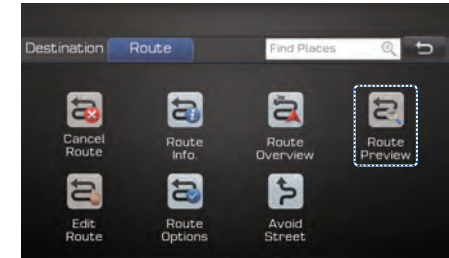 Destination
Route
Find Places
Cancel
Route
Route
Info.
Route
Overview
Route
Preview
Edit
Route
Route
Options
Avoid
Street